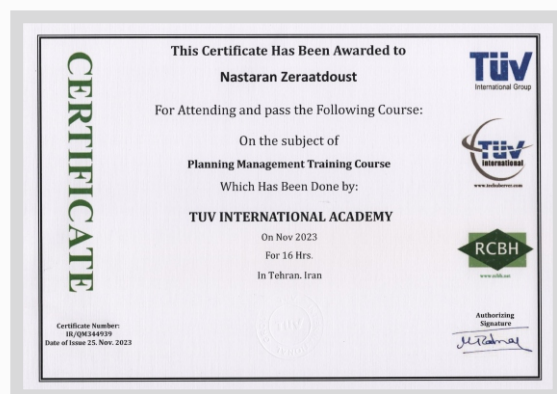 CERTIFICATE
This Certificate Has Been Awarded to
Nastaran Zeraatdoust
For Attending and pass the Following Course:
On the subject of
Planning Management Training Course
Which Has Been Done by:
TUV INTERNATIONAL ACADEMY
On Nov 2023
For 16 Hrs.
In Tehran. Iran
Certificate Number:
IR/QM344939
Date of Issue 25. Nov. 2023
TÜV
International Group
TÜV
International
RCBH
Authorizing
Signature
TUV